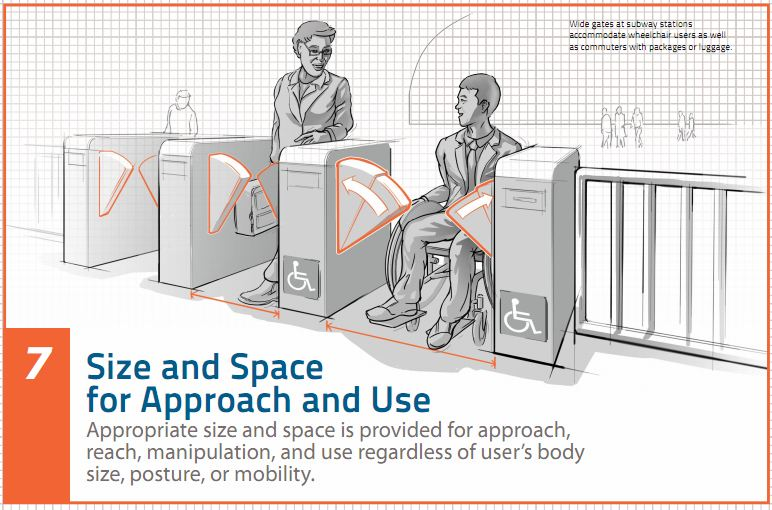 Wide gates at subway stations
accommodate wheelchair users as well
as commuters with packages or luggage.
7
Size and Space
for Approach and Use
Appropriate size and space is provided for approach,
reach, manipulation, and use regardless of user's body
size, posture, or mobility.